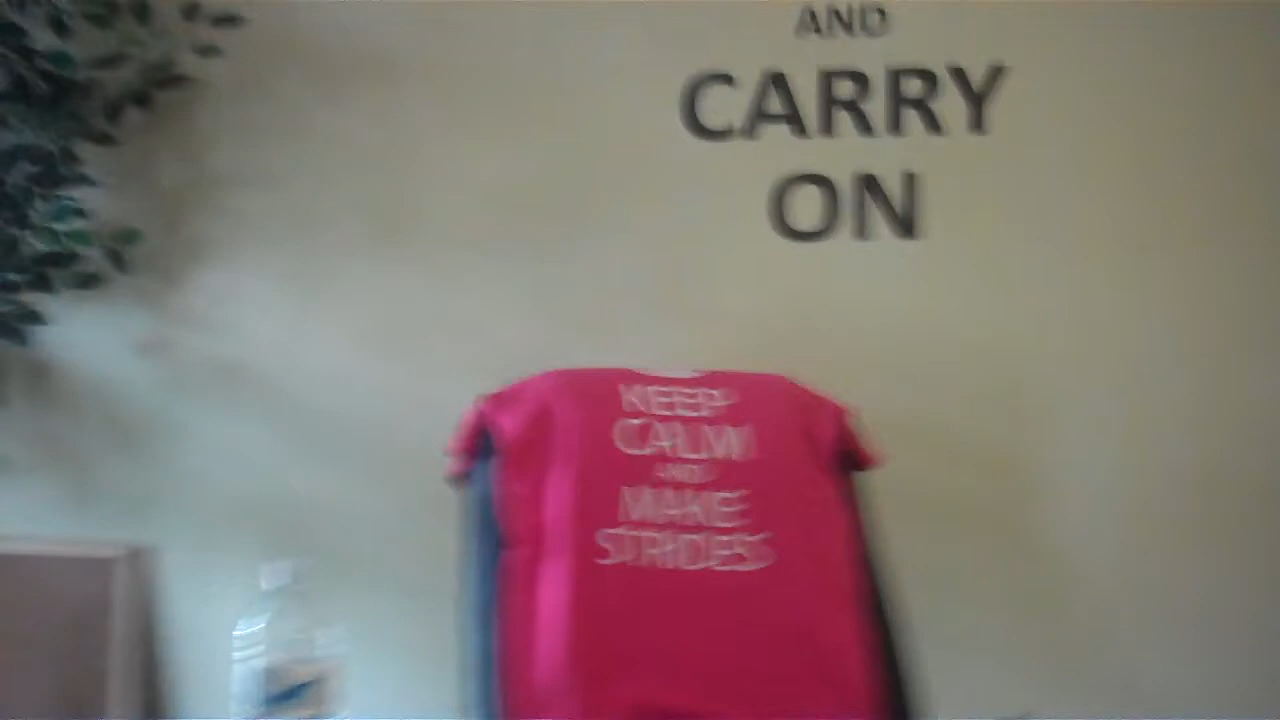 AND
CARRY
ON
KEEP
CALM
AND
MAKE
STRIDES